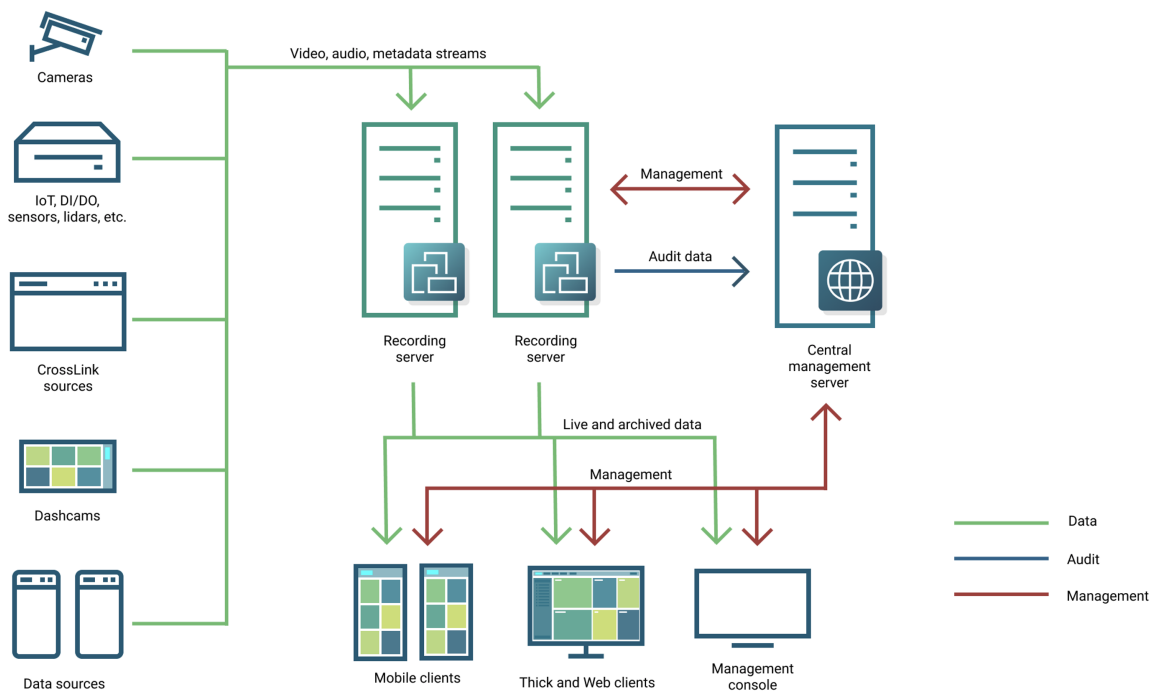 Cameras
IoT, DI/DO,
sensors, lidars, etc.
CrossLink
sources
Dashcams
Data sources
Video, audio, metadata streams
Recording
server
Recording
server
Management
Audit data
Central
management
server
Live and archived data
Management
Mobile clients
Thick and Web clients
Management
console
Data
Audit
Management